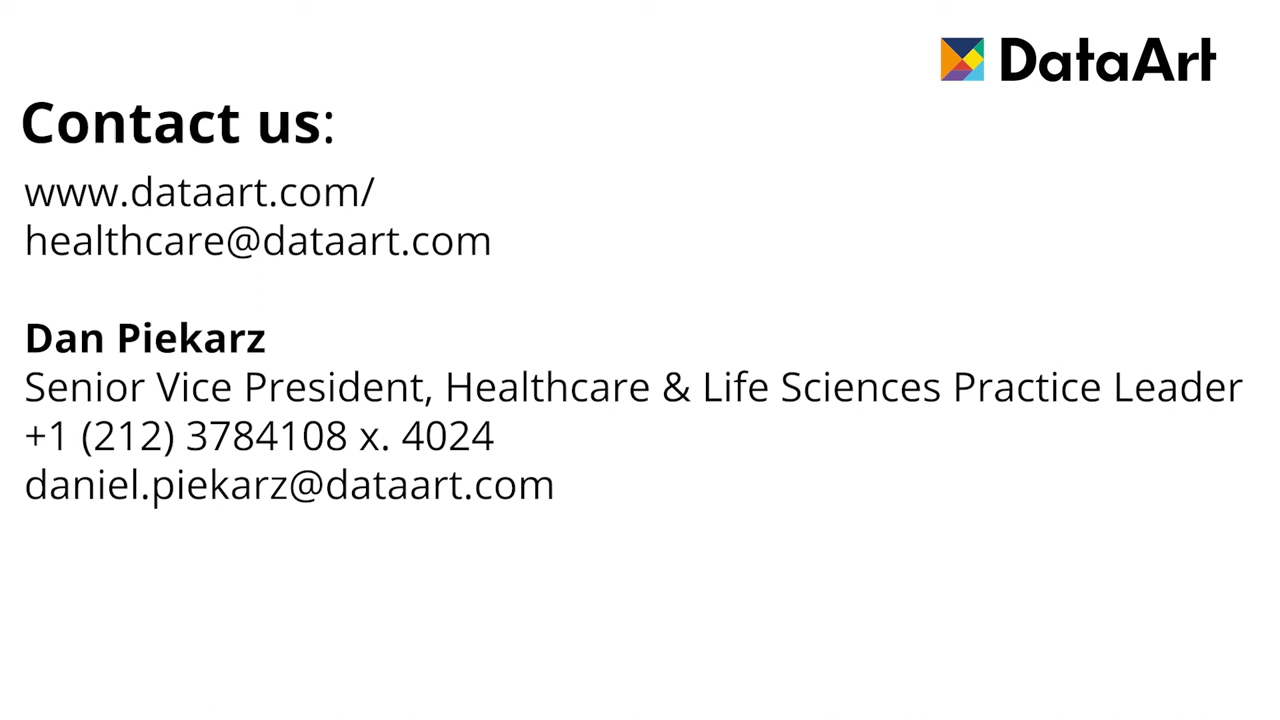 DataArt
Contact us:
www.dataart.com/
healthcare@dataart.com
Dan Piekarz
Senior Vice President, Healthcare & Life Sciences Practice Leader
+1 (212) 3784108 x. 4024
daniel.piekarz@dataart.com